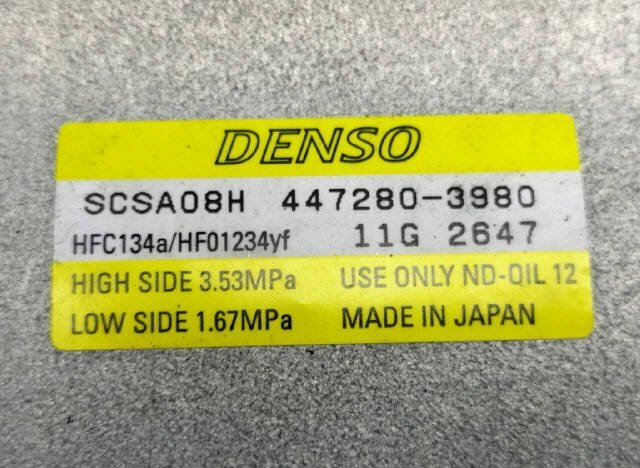 DENSO
SCSA08H 447280-3980
HFC134a/HFO1234yf 11G 2647
HIGH SIDE 3.53MPa USE ONLY ND-OIL 12
LOW SIDE 1.67MPa MADE IN JAPAN